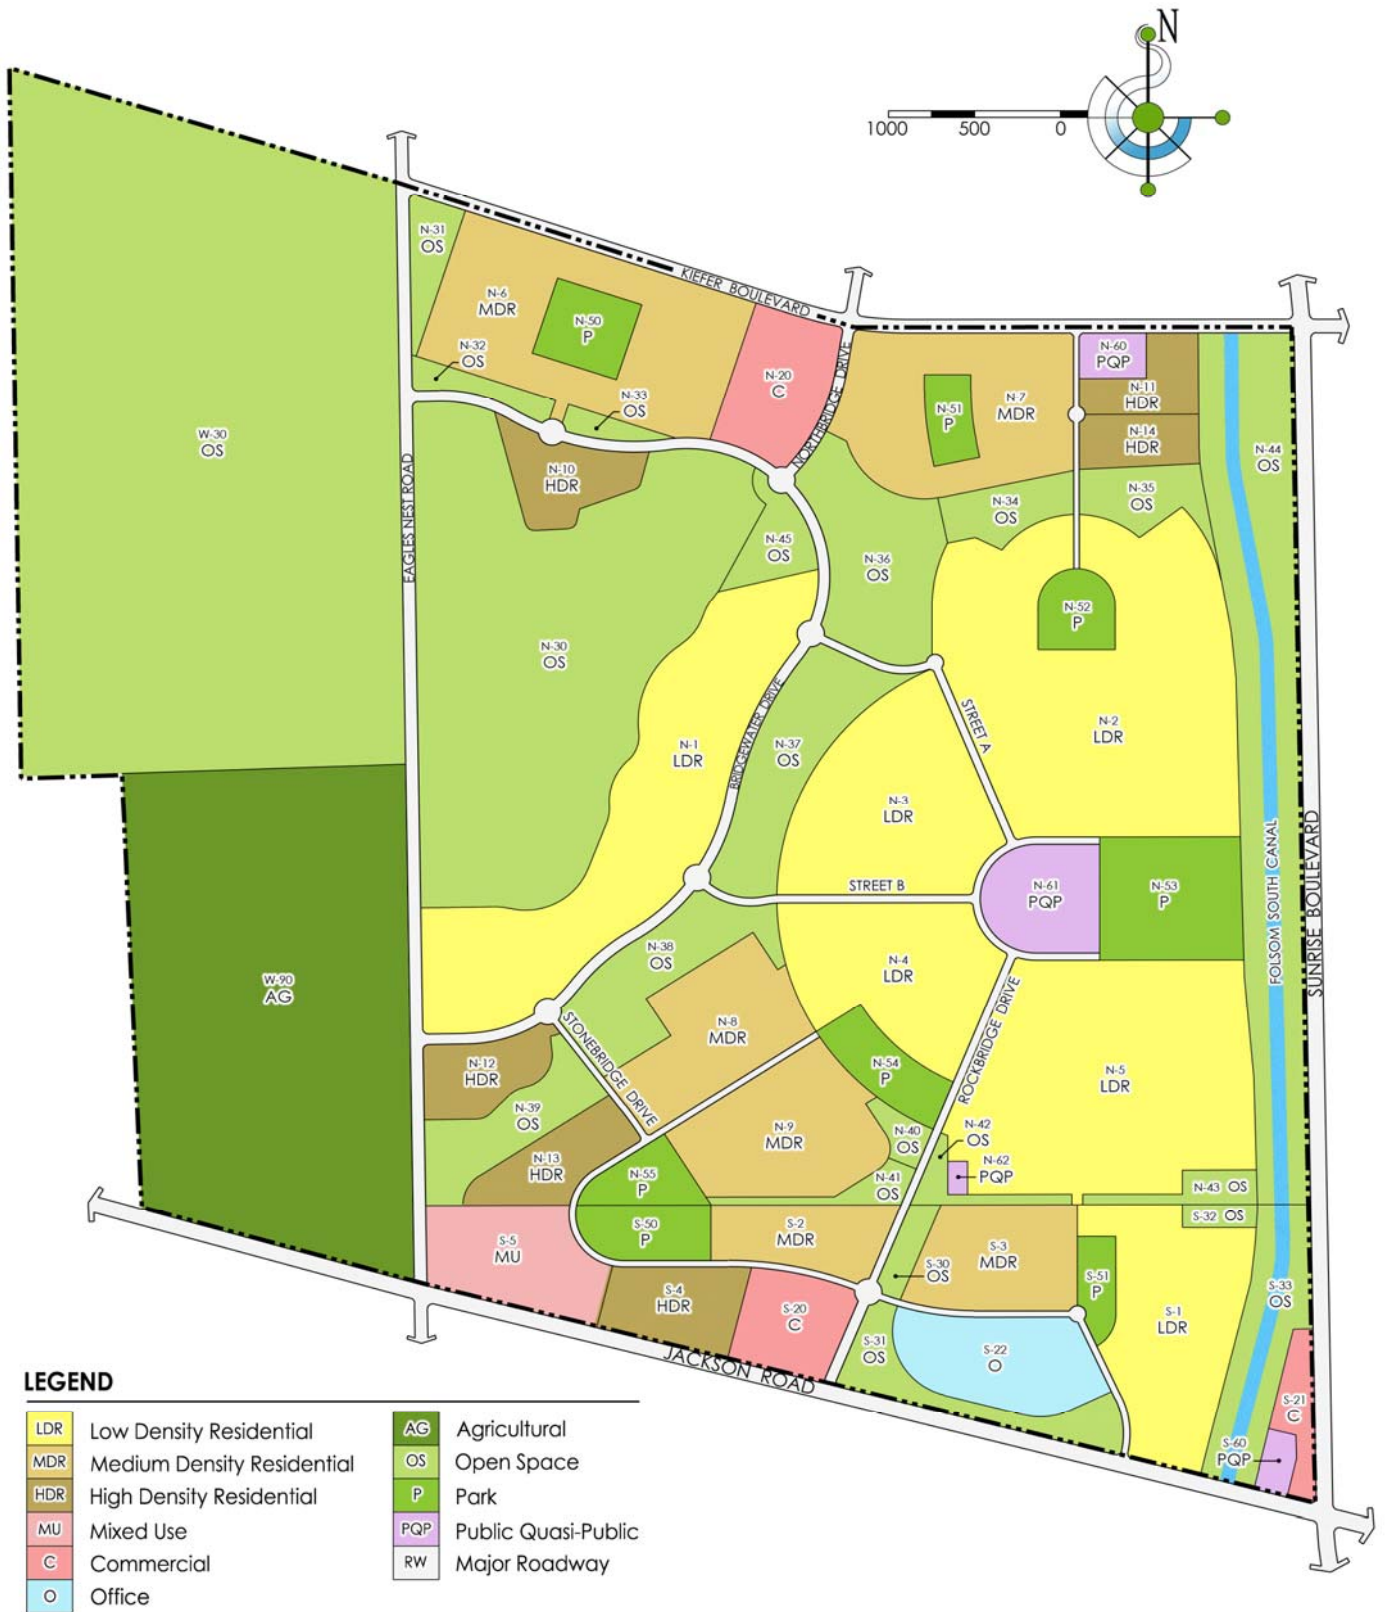 N
1000 500 0
N-31
OS
KIEFER BOULEVARD
N-6
MDR
N-50
P
N-32
OS
N-33
OS
N-20
C
NORTHBRIDGE DRIVE
N-51
P
N-7
MDR
N-60
PQP
N-11
HDR
N-14
HDR
N-44
OS
W-30
OS
EAGLES NEST ROAD
N-10
HDR
N-45
OS
N-36
OS
N-34
OS
N-35
OS
N-52
P
N-30
OS
N-1
LDR
BRIDGEWATER DRIVE
N-37
OS
STREET A
N-2
LDR
N-3
LDR
STREET B
N-61
PQP
N-53
P
FOLSOM SOUTH CANAL
SUNRISE BOULEVARD
W-90
AG
N-38
OS
N-4
LDR
ROCKBRIDGE DRIVE
STONEBRIDGE DRIVE
N-8
MDR
N-54
P
N-5
LDR
N-12
HDR
N-39
OS
N-9
MDR
N-40
OS
N-42
OS
N-13
HDR
N-55
P
N-41
OS
N-62
PQP
N-43 OS
S-32 OS
S-5
MU
S-50
P
S-2
MDR
S-3
MDR
S-30
OS
S-51
P
S-33
OS
S-4
HDR
S-20
C
S-1
LDR
S-31
OS
S-22
O
JACKSON ROAD
S-21
C
S-60
PQP
LEGEND
LDR Low Density Residential
MDR Medium Density Residential
HDR High Density Residential
MU Mixed Use
C Commercial
O Office
AG Agricultural
OS Open Space
P Park
PQP Public Quasi-Public
RW Major Roadway